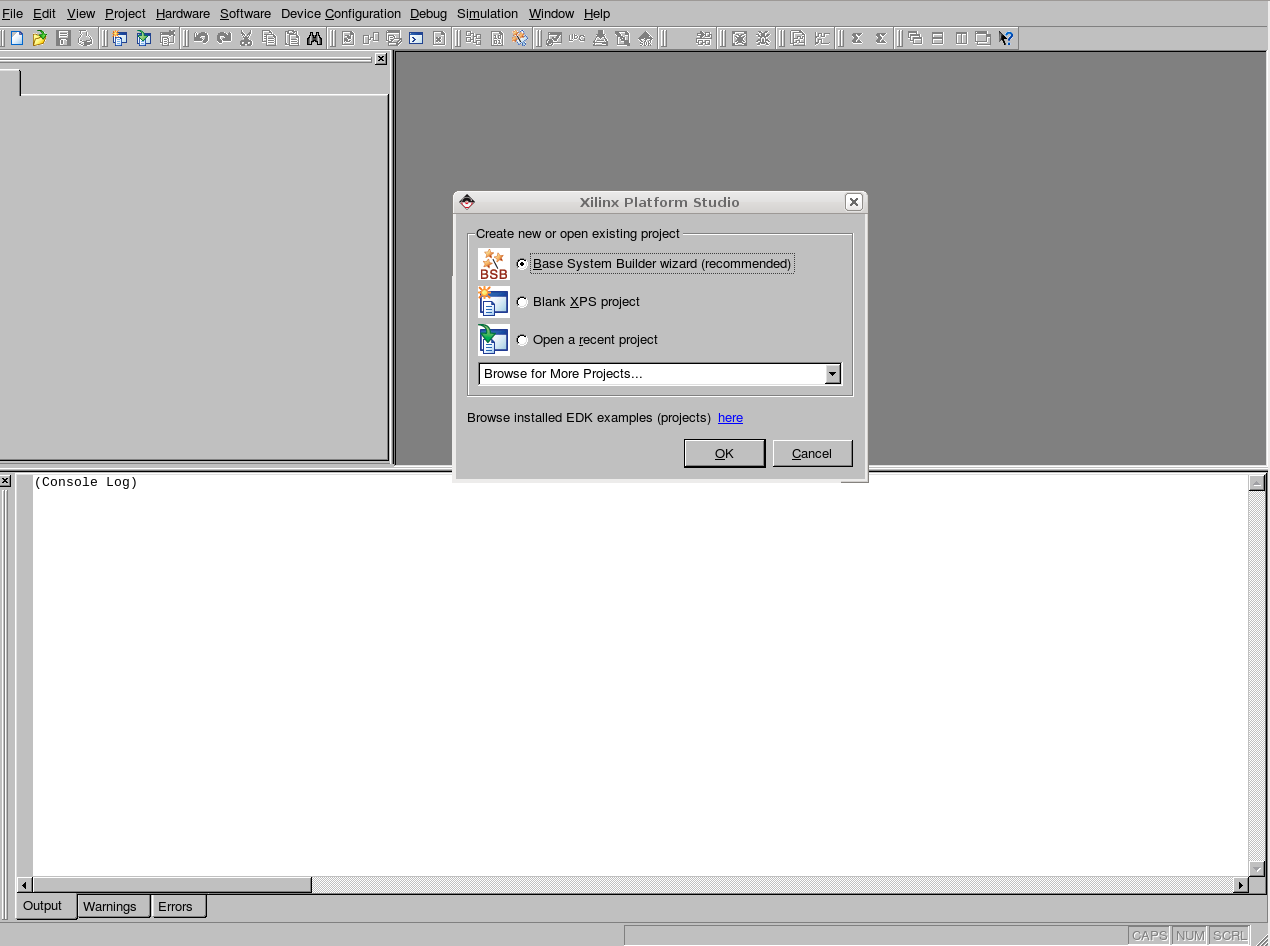 File Edit View Project Hardware Software Device Configuration Debug Simulation Window Help
Xilinx Platform Studio
Create new or open existing project
BSB
Base System Builder wizard (recommended)
Blank XPS project
Open a recent project
Browse for More Projects...
Browse installed EDK examples (projects) here
OK Cancel
(Console Log)
Output Warnings Errors
CAPS NUM SCRL